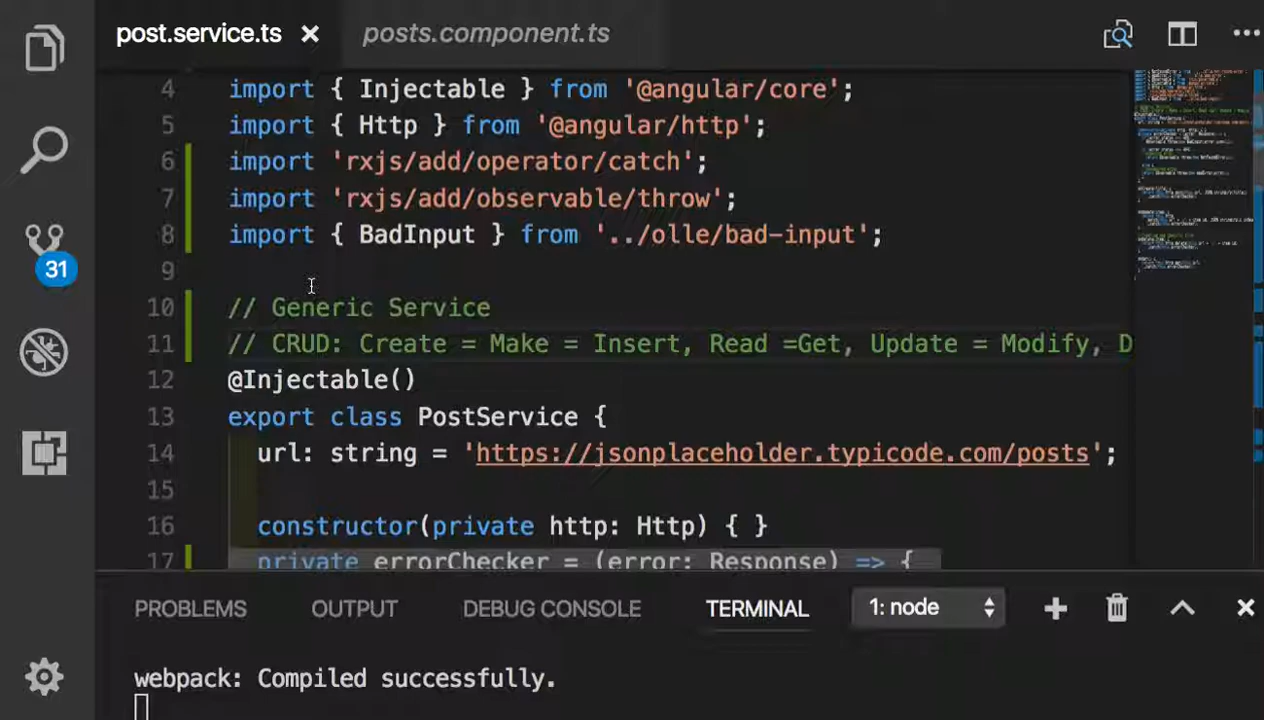 post.service.ts
posts.component.ts
4 import { Injectable } from '@angular/core';
5 import { Http } from '@angular/http';
6 import 'rxjs/add/operator/catch';
7 import 'rxjs/add/observable/throw';
8 import { BadInput } from '../olle/bad-input';
9
10 // Generic Service
11 // CRUD: Create = Make = Insert, Read =Get, Update = Modify, D
12 @Injectable()
13 export class PostService {
14 url: string = 'https://jsonplaceholder.typicode.com/posts';
15
16 constructor(private http: Http) { }
17 private errorChecker = (error: Response) => {
31
PROBLEMS OUTPUT DEBUG CONSOLE TERMINAL 1: node
webpack: Compiled successfully.